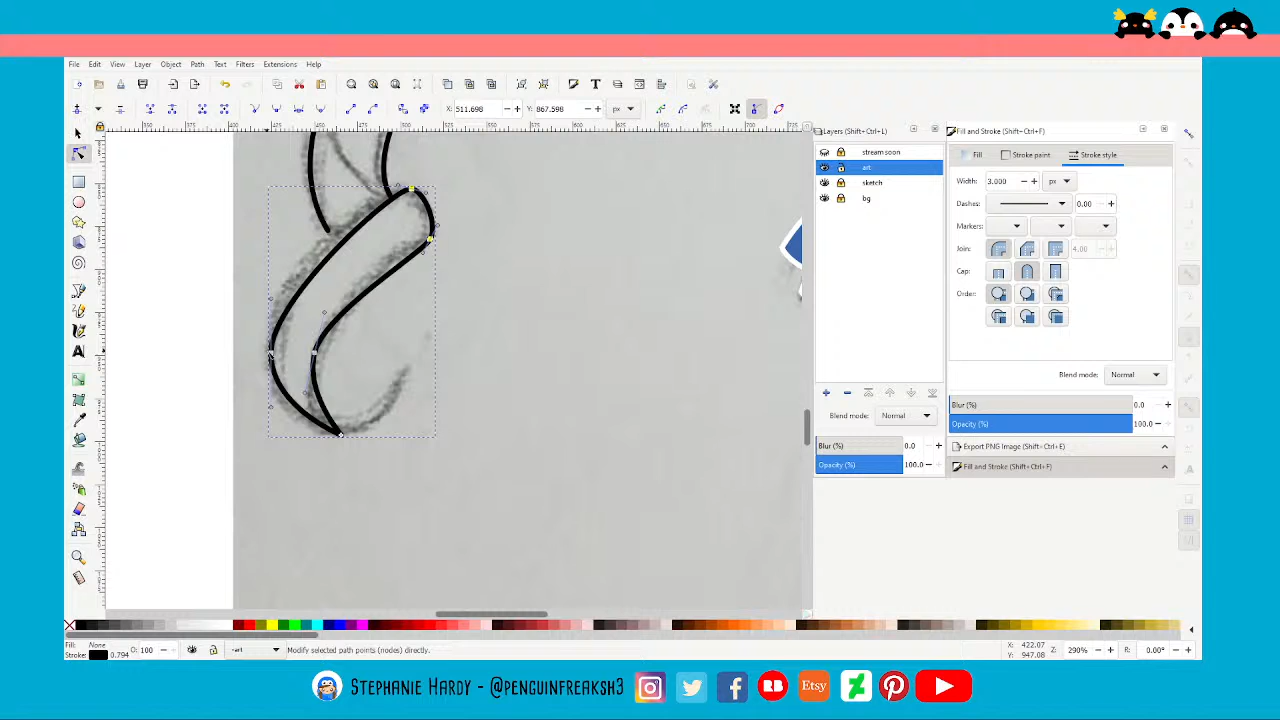 File Edit View Layer Object Path Text Filters Extensions Help
X: 511.698 Y: 867.598 px
Layers (Shift+Ctrl+L)
Fill and Stroke (Shift+Ctrl+F)
stream soon
art
sketch
bg
Fill Stroke paint Stroke style
Width: 3.000 px
Dashes: 0.00
Markers:
Join: 4.00
Cap:
Order:
Blend mode: Normal
Blur (%) 0.0
Opacity (%) 100.0
Blend mode: Normal
Blur (%) 0.0
Opacity (%) 100.0
Export PNG Image (Shift+Ctrl+E)
Fill and Stroke (Shift+Ctrl+F)
Fill: None
Stroke: 0.794
O: 100
art
Modify selected path points (nodes) directly.
X: 422.07
Y: 947.08
Z: 290%
R: 0.00°
Stephanie Hardy - @penguinfreaksh3
Etsy